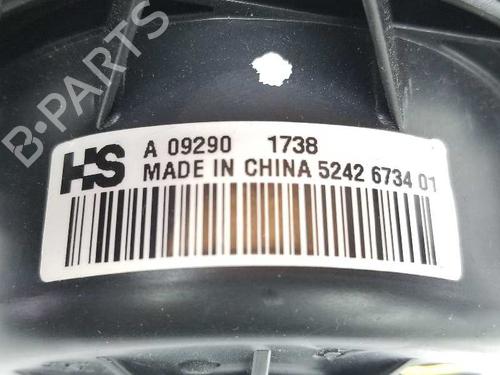 B-PARTS
HS A 09290 1738
MADE IN CHINA 5242 6734 01